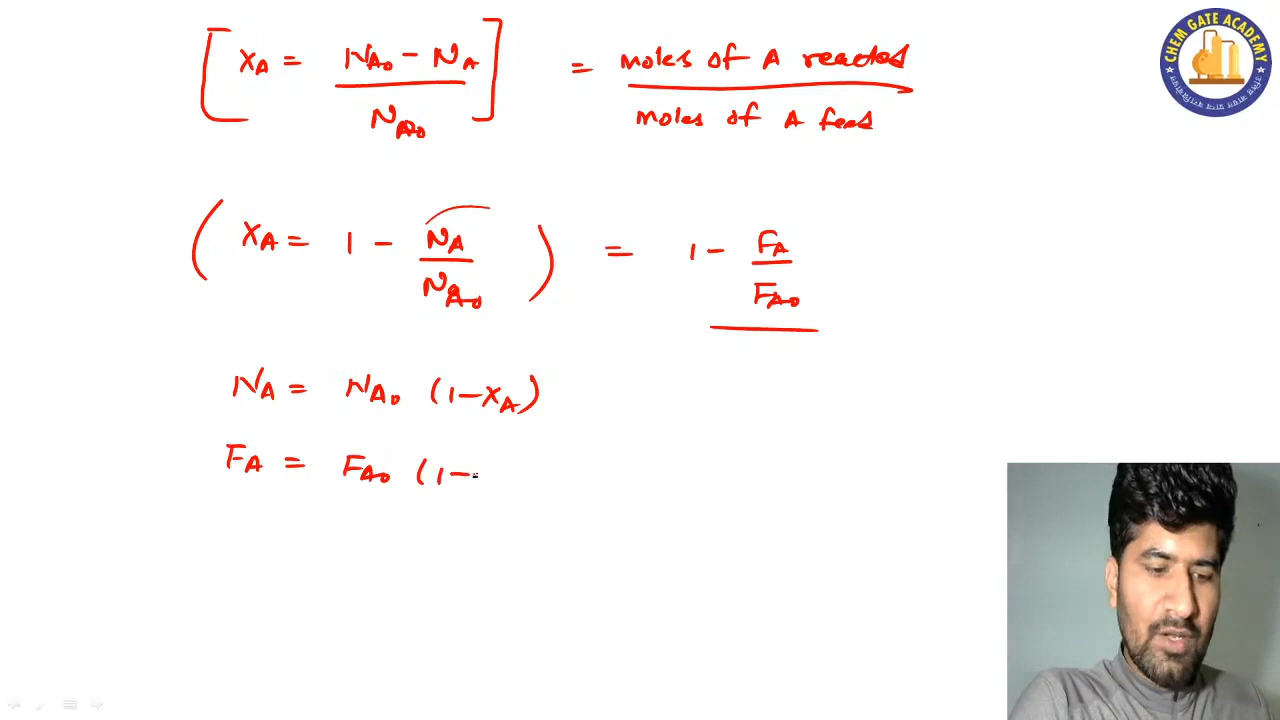 [ X_A = (N_A0 − N_A) / N_A0 ] = moles of A reacted / moles of A feed
( X_A = 1 − N_A / N_A0 ) = 1 − F_A / F_A0
N_A = N_A0 (1 − X_A)
F_A = F_A0 (1 −
CHEM GATE ACADEMY